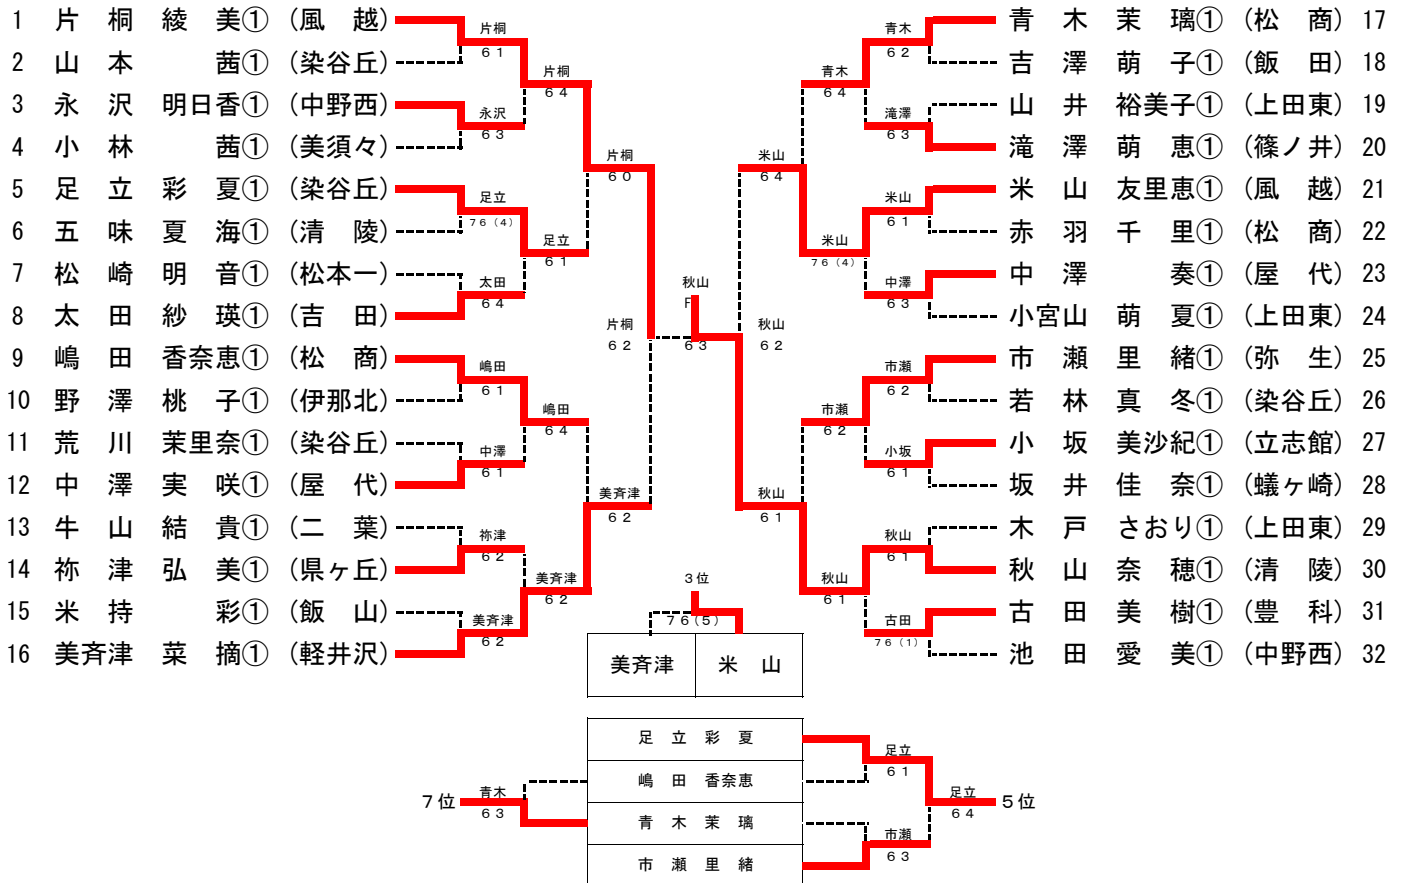 1 片桐綾美① (風越)
2 山本茜① (染谷丘)
3 永沢明日香① (中野西)
4 小林茜① (美須々)
5 足立彩夏① (染谷丘)
6 五味夏海① (清陵)
7 松崎明音① (松本一)
8 太田紗瑛① (吉田)
9 嶋田香奈恵① (松商)
10 野澤桃子① (伊那北)
11 荒川茉里奈① (染谷丘)
12 中澤実咲① (屋代)
13 牛山結貴① (二葉)
14 祢津弘美① (県ヶ丘)
15 米持彩① (飯山)
16 美斉津菜摘① (軽井沢)
片桐
61
永沢
63
足立
76(4)
太田
64
嶋田
61
中澤
61
祢津
62
美斉津
62
片桐
64
足立
61
嶋田
64
美斉津
62
片桐
60
美斉津
62
片桐
62
秋山
F
63
秋山
62
米山
64
秋山
61
青木
64
米山
76(4)
市瀬
62
秋山
61
青木
62
滝澤
63
米山
61
中澤
63
市瀬
62
小坂
61
秋山
61
古田
76(1)
青木茉璃① (松商) 17
吉澤萌子① (飯田) 18
山井裕美子① (上田東) 19
滝澤萌恵① (篠ノ井) 20
米山友里恵① (風越) 21
赤羽千里① (松商) 22
中澤奏① (屋代) 23
小宮山萌夏① (上田東) 24
市瀬里緒① (弥生) 25
若林真冬① (染谷丘) 26
小坂美沙紀① (立志館) 27
坂井佳奈① (蟻ヶ崎) 28
木戸さおり① (上田東) 29
秋山奈穂① (清陵) 30
古田美樹① (豊科) 31
池田愛美① (中野西) 32
3位
76(5)
美斉津 米山
足立彩夏
嶋田香奈恵
青木茉璃
市瀬里緒
7位
青木
63
足立
61
市瀬
63
足立
64
5位